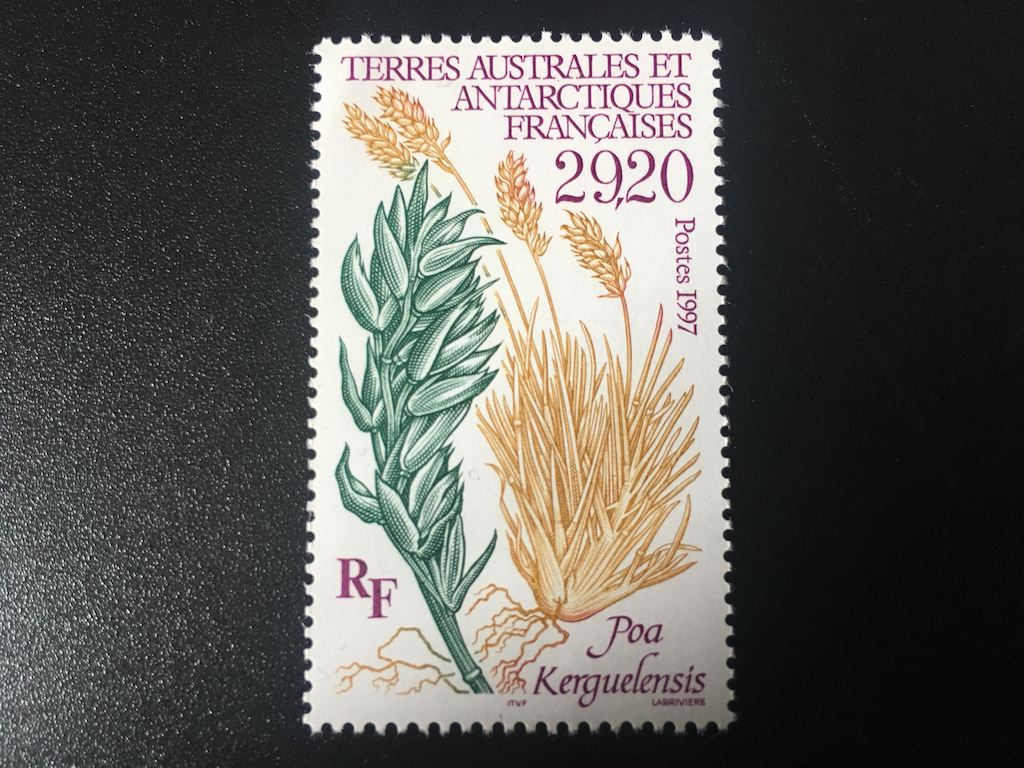 TERRES AUSTRALES ET
ANTARCTIQUES
FRANÇAISES
29,20
Postes 1997
RF
Poa
Kerguelensis
ITVF
LARRIVIERE